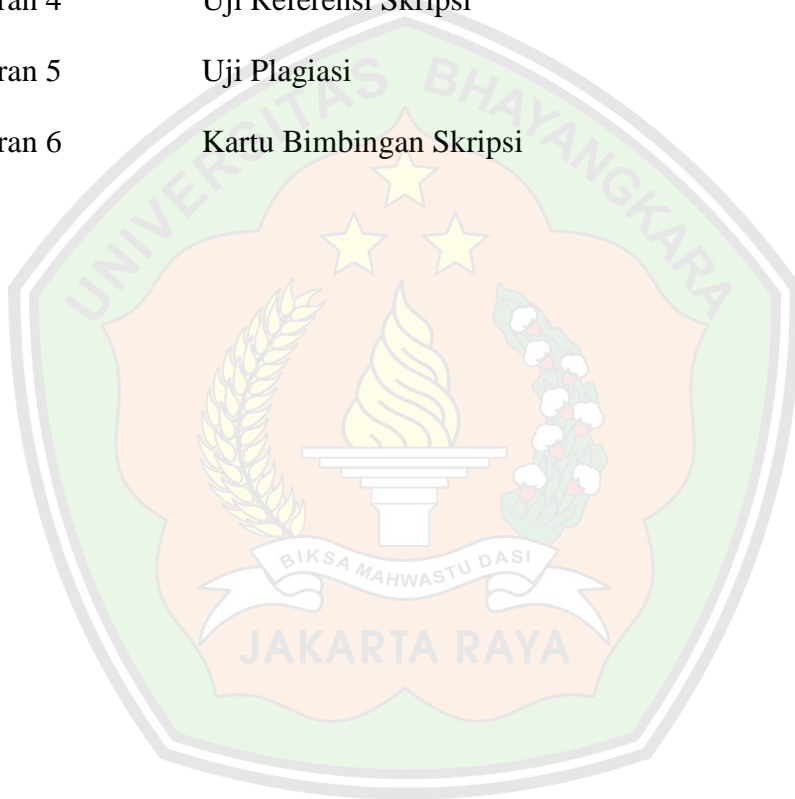 ran 4 Uji Referensi Skripsi
ran 5 Uji Plagiasi
ran 6 Kartu Bimbingan Skripsi
UNIVERSITAS BHAYANGKARA
BIKSA MAHWASTU DASI
JAKARTA RAYA